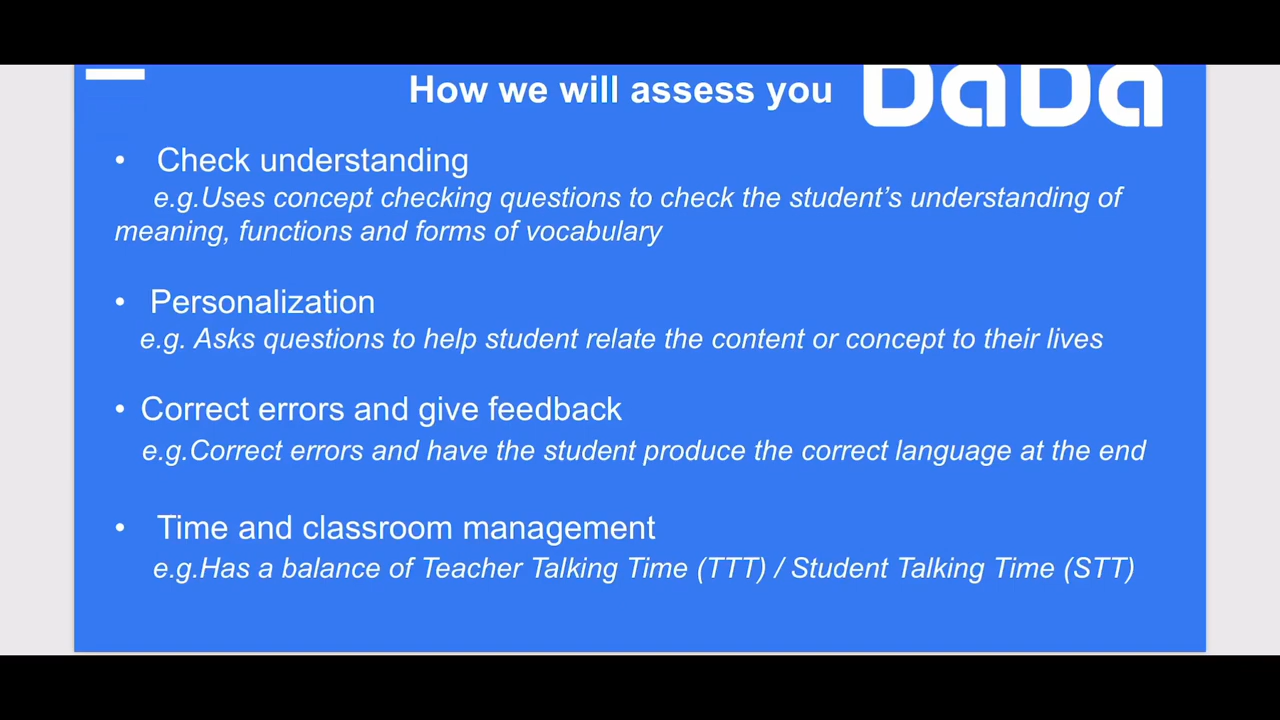 How we will assess you
DaDa
• Check understanding
e.g.Uses concept checking questions to check the student’s understanding of
meaning, functions and forms of vocabulary
• Personalization
e.g. Asks questions to help student relate the content or concept to their lives
• Correct errors and give feedback
e.g.Correct errors and have the student produce the correct language at the end
• Time and classroom management
e.g.Has a balance of Teacher Talking Time (TTT) / Student Talking Time (STT)